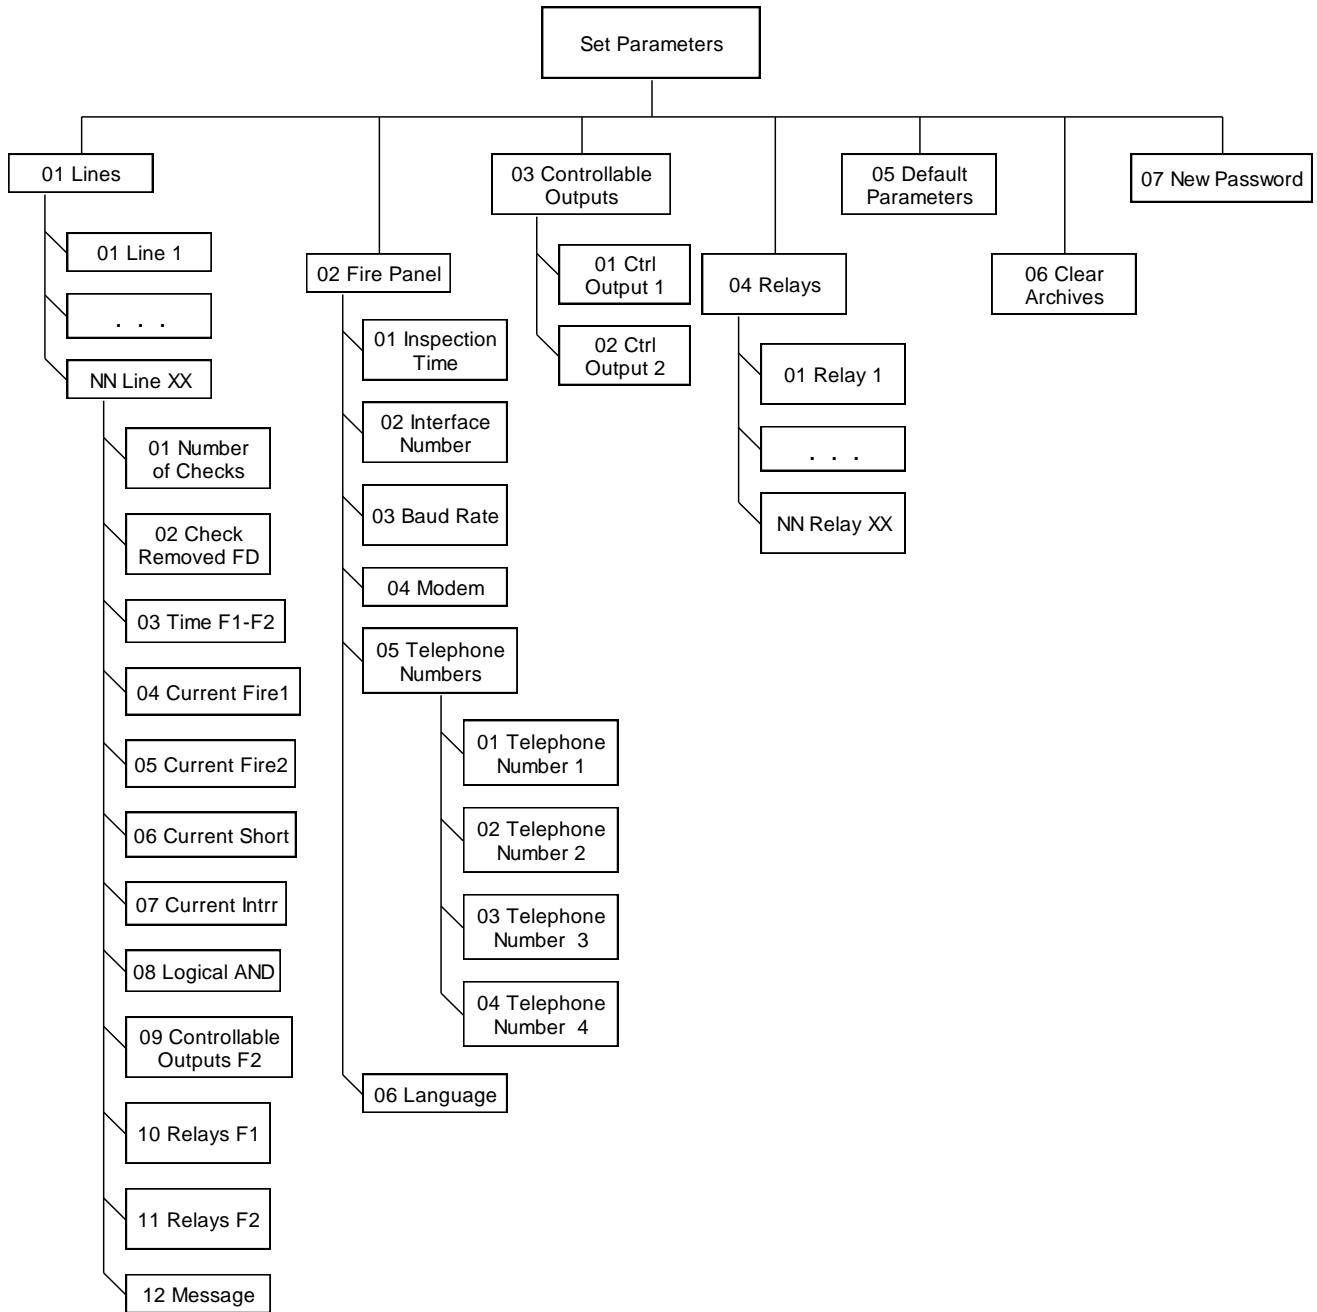 Set Parameters
01 Lines
01 Line 1
. . .
NN Line XX
01 Number
of Checks
02 Check
Removed FD
03 Time F1-F2
04 Current Fire1
05 Current Fire2
06 Current Short
07 Current Intrr
08 Logical AND
09 Controllable
Outputs F2
10 Relays F1
11 Relays F2
12 Message
02 Fire Panel
01 Inspection
Time
02 Interface
Number
03 Baud Rate
04 Modem
05 Telephone
Numbers
01 Telephone
Number 1
02 Telephone
Number 2
03 Telephone
Number 3
04 Telephone
Number 4
06 Language
03 Controllable
Outputs
01 Ctrl
Output 1
02 Ctrl
Output 2
04 Relays
01 Relay 1
. . .
NN Relay XX
05 Default
Parameters
06 Clear
Archives
07 New Password